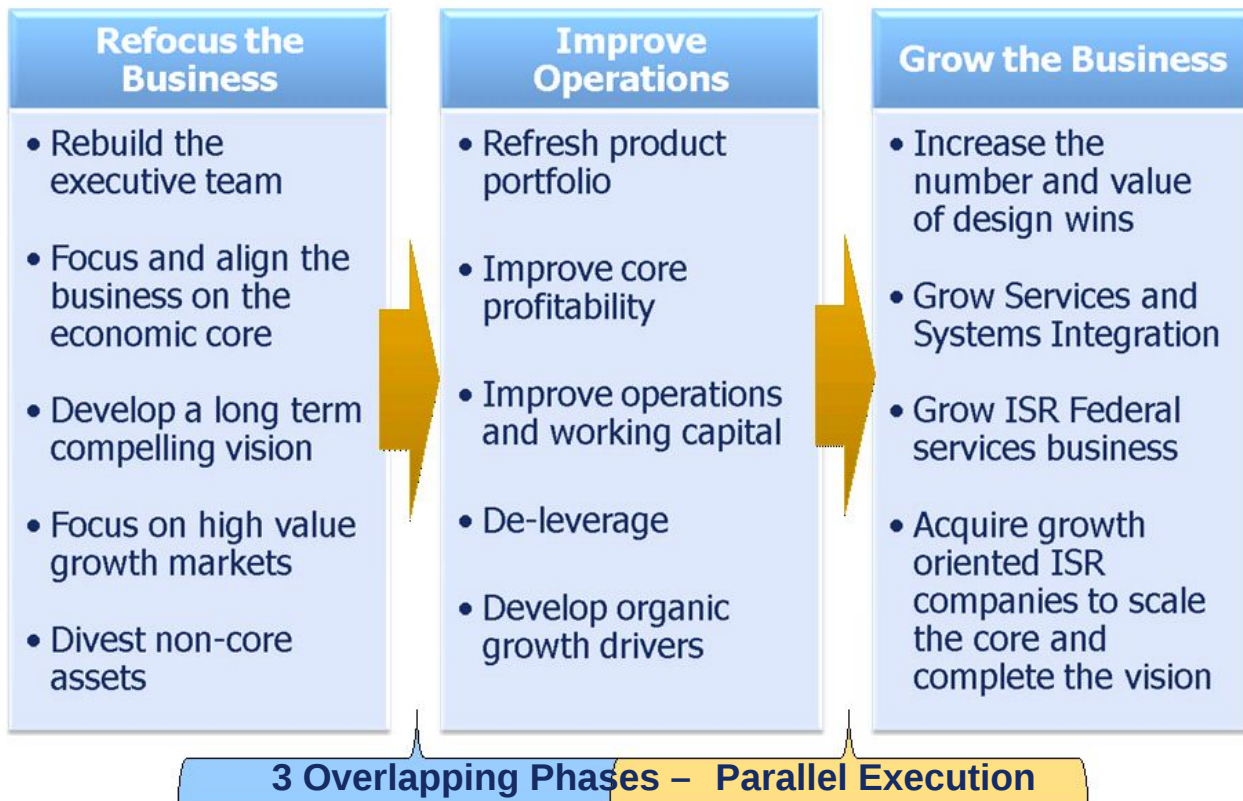 Refocus the
Business
• Rebuild the
executive team
• Focus and align the
business on the
economic core
• Develop a long term
compelling vision
• Focus on high value
growth markets
• Divest non-core
assets
Improve
Operations
• Refresh product
portfolio
• Improve core
profitability
• Improve operations
and working capital
• De-leverage
• Develop organic
growth drivers
Grow the Business
• Increase the
number and value
of design wins
• Grow Services and
Systems Integration
• Grow ISR Federal
services business
• Acquire growth
oriented ISR
companies to scale
the core and
complete the vision
3 Overlapping Phases – Parallel Execution